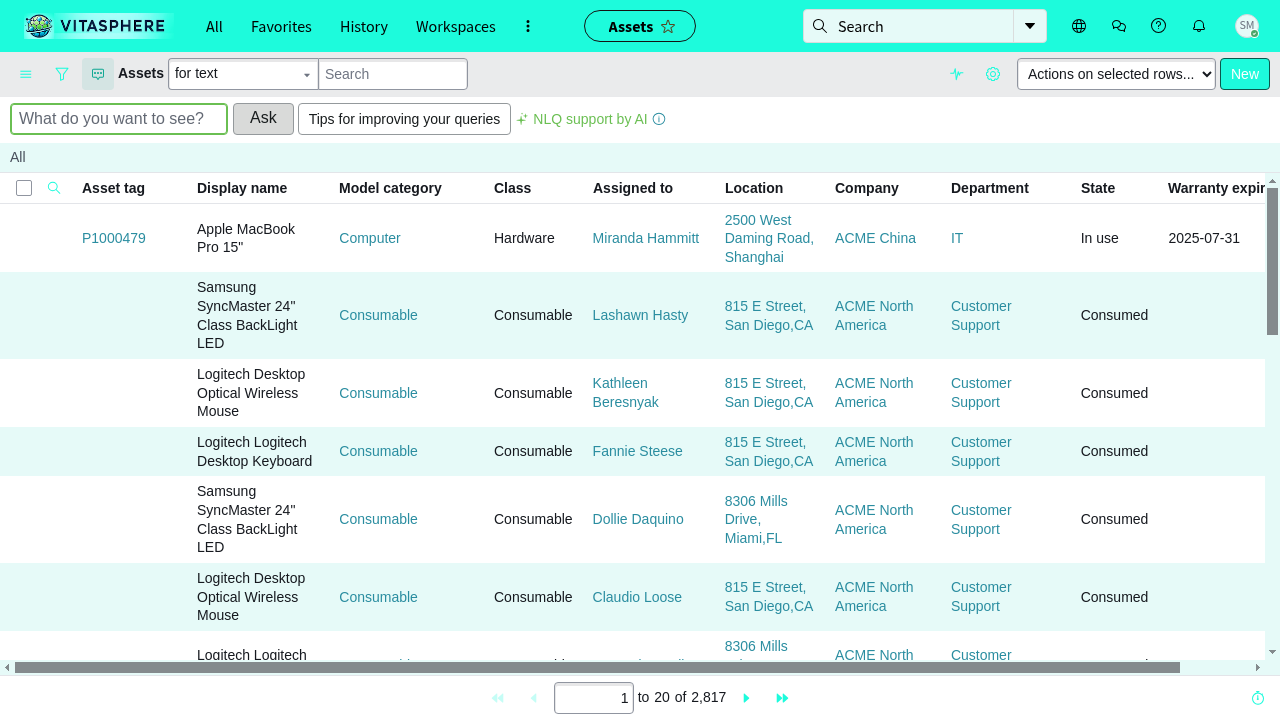 VITASPHERE All Favorites History Workspaces Assets Search SM
Assets for text Search Actions on selected rows... New
What do you want to see? Ask Tips for improving your queries NLQ support by AI
All
Asset tag Display name Model category Class Assigned to Location Company Department State Warranty expir
P1000479 Apple MacBook Pro 15" Computer Hardware Miranda Hammitt 2500 West Daming Road, Shanghai ACME China IT In use 2025-07-31
Samsung SyncMaster 24" Class BackLight LED Consumable Consumable Lashawn Hasty 815 E Street, San Diego,CA ACME North America Customer Support Consumed
Logitech Desktop Optical Wireless Mouse Consumable Consumable Kathleen Beresnyak 815 E Street, San Diego,CA ACME North America Customer Support Consumed
Logitech Logitech Desktop Keyboard Consumable Consumable Fannie Steese 815 E Street, San Diego,CA ACME North America Customer Support Consumed
Samsung SyncMaster 24" Class BackLight LED Consumable Consumable Dollie Daquino 8306 Mills Drive, Miami,FL ACME North America Customer Support Consumed
Logitech Desktop Optical Wireless Mouse Consumable Consumable Claudio Loose 815 E Street, San Diego,CA ACME North America Customer Support Consumed
Logitech Logitech 8306 Mills ACME North Customer
1 to 20 of 2,817